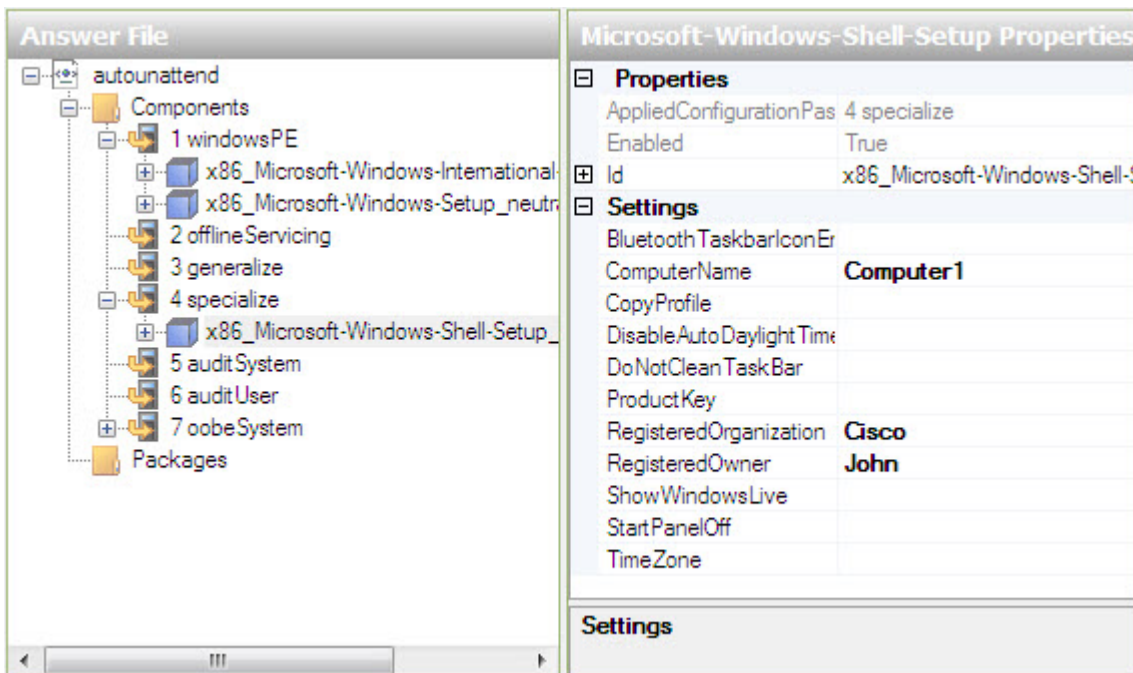 Answer File
autounattend
Components
1 windowsPE
x86_Microsoft-Windows-International-
x86_Microsoft-Windows-Setup_neutra
2 offlineServicing
3 generalize
4 specialize
x86_Microsoft-Windows-Shell-Setup_
5 auditSystem
6 auditUser
7 oobeSystem
Packages
Microsoft-Windows-Shell-Setup Properties
Properties
AppliedConfigurationPas 4 specialize
Enabled True
Id x86_Microsoft-Windows-Shell-S
Settings
BluetoothTaskbarIconEr
ComputerName Computer1
CopyProfile
DisableAutoDaylightTime
DoNotCleanTaskBar
ProductKey
RegisteredOrganization Cisco
RegisteredOwner John
ShowWindowsLive
StartPanelOff
TimeZone
Settings